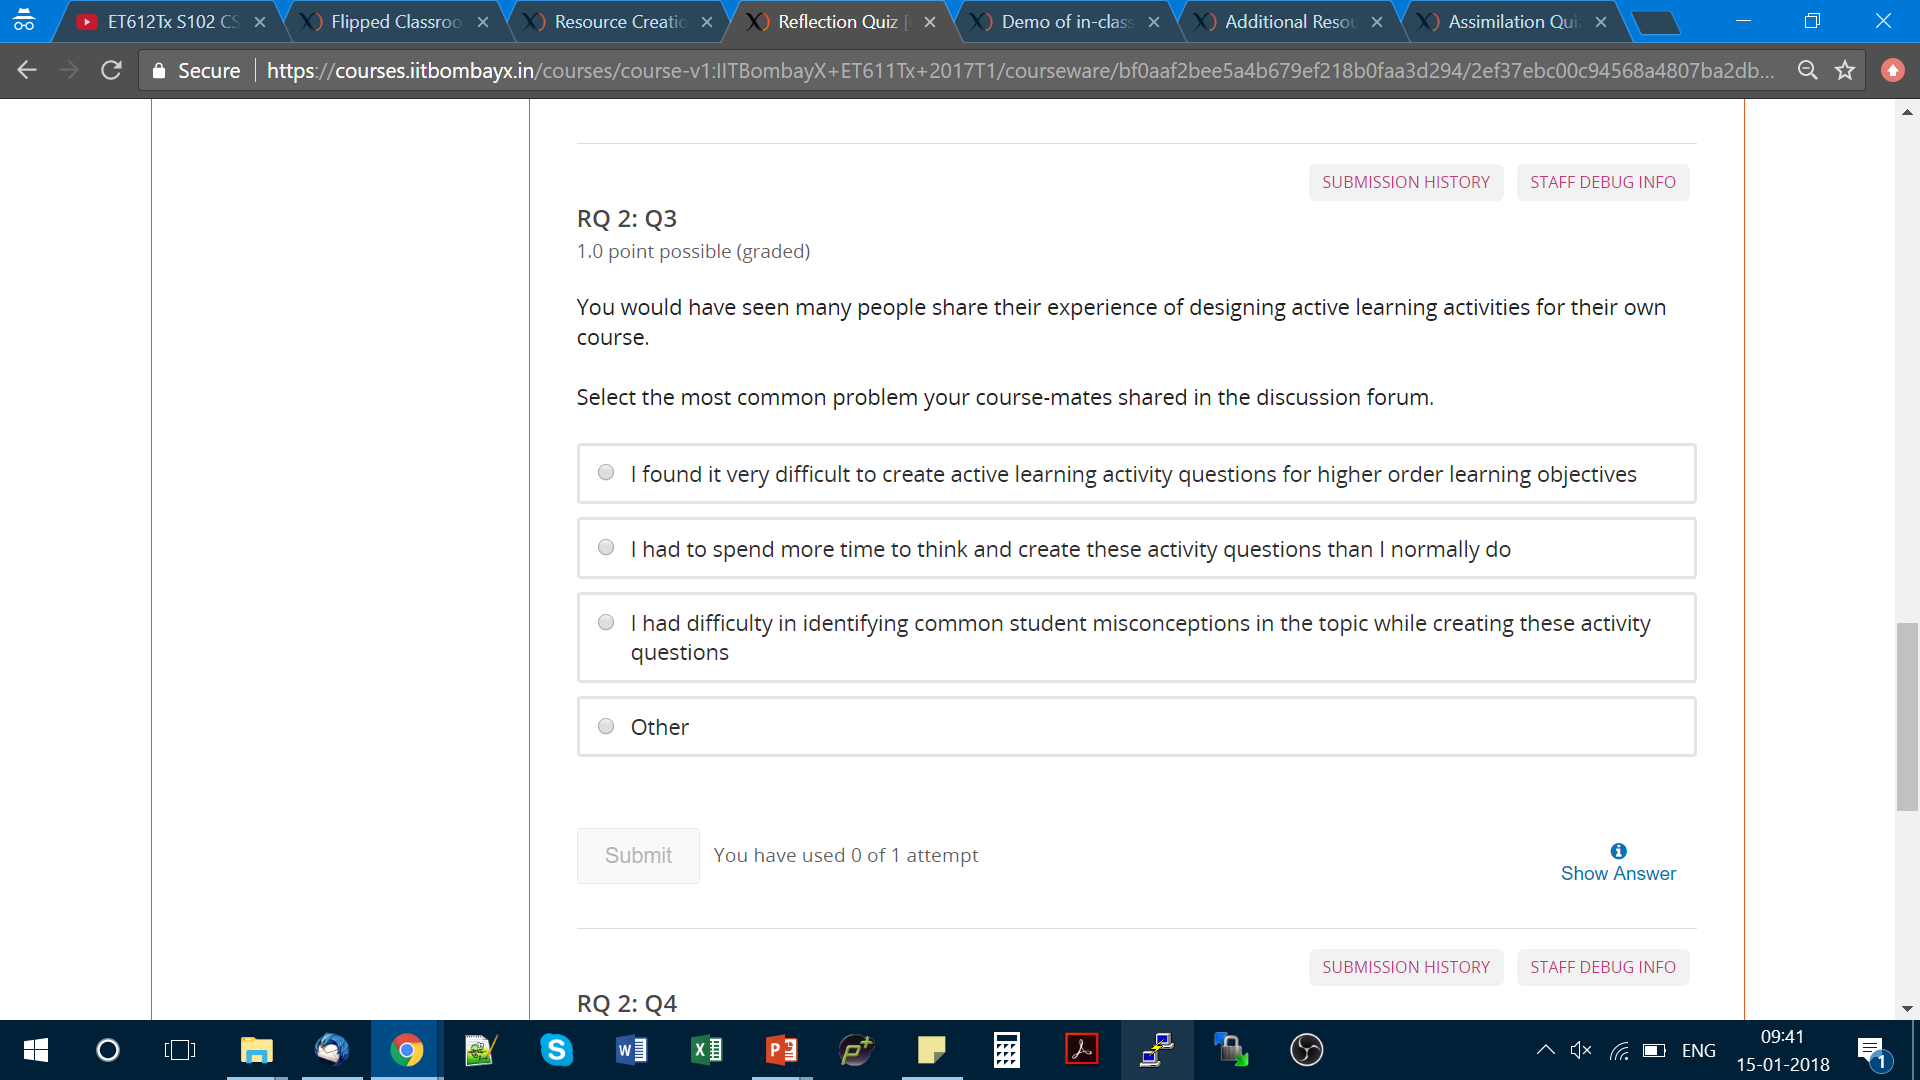 ET612Tx S102 CS
Flipped Classroo
Resource Creatio
Reflection Quiz
Demo of in-class
Additional Resou
Assimilation Qui
Secure
https://courses.iitbombayx.in/courses/course-v1:IITBombayX+ET611Tx+2017T1/courseware/bf0aaf2bee5a4b679ef218b0faa3d294/2ef37ebc00c94568a4807ba2db...
SUBMISSION HISTORY STAFF DEBUG INFO
RQ 2: Q3
1.0 point possible (graded)
You would have seen many people share their experience of designing active learning activities for their own
course.
Select the most common problem your course-mates shared in the discussion forum.
I found it very difficult to create active learning activity questions for higher order learning objectives
I had to spend more time to think and create these activity questions than I normally do
I had difficulty in identifying common student misconceptions in the topic while creating these activity
questions
Other
Submit You have used 0 of 1 attempt
Show Answer
SUBMISSION HISTORY STAFF DEBUG INFO
RQ 2: Q4
ENG
09:41
15-01-2018
1